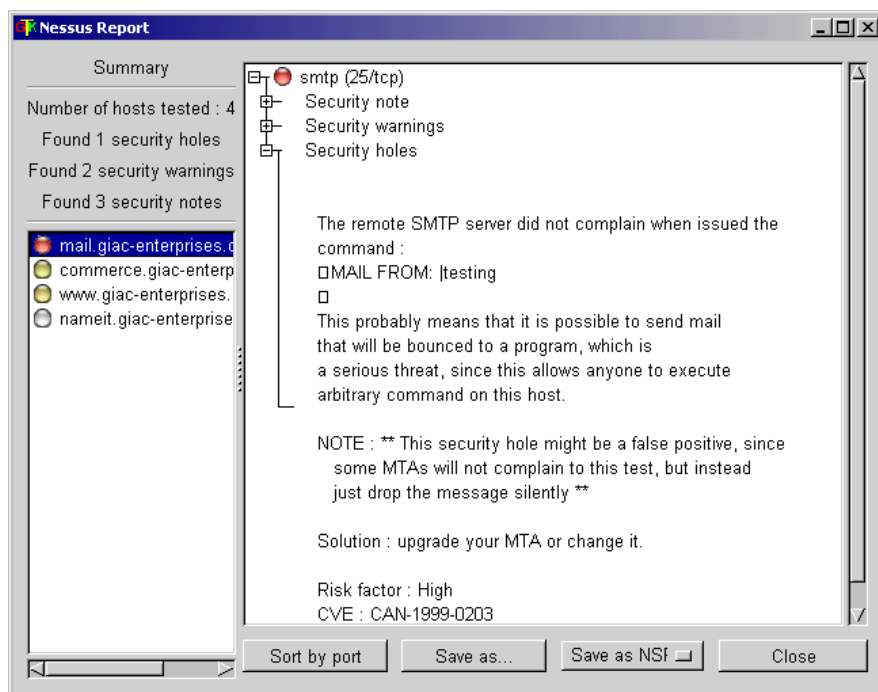 Nessus Report
Summary
Number of hosts tested : 4
Found 1 security holes
Found 2 security warnings
Found 3 security notes
mail.giac-enterprises.c
commerce.giac-enterp
www.giac-enterprises.
nameit.giac-enterprise
smtp (25/tcp)
Security note
Security warnings
Security holes
The remote SMTP server did not complain when issued the
command :
MAIL FROM: |testing
This probably means that it is possible to send mail
that will be bounced to a program, which is
a serious threat, since this allows anyone to execute
arbitrary command on this host.
NOTE : ** This security hole might be a false positive, since
some MTAs will not complain to this test, but instead
just drop the message silently **
Solution : upgrade your MTA or change it.
Risk factor : High
CVE : CAN-1999-0203
Sort by port
Save as...
Save as NSF
Close